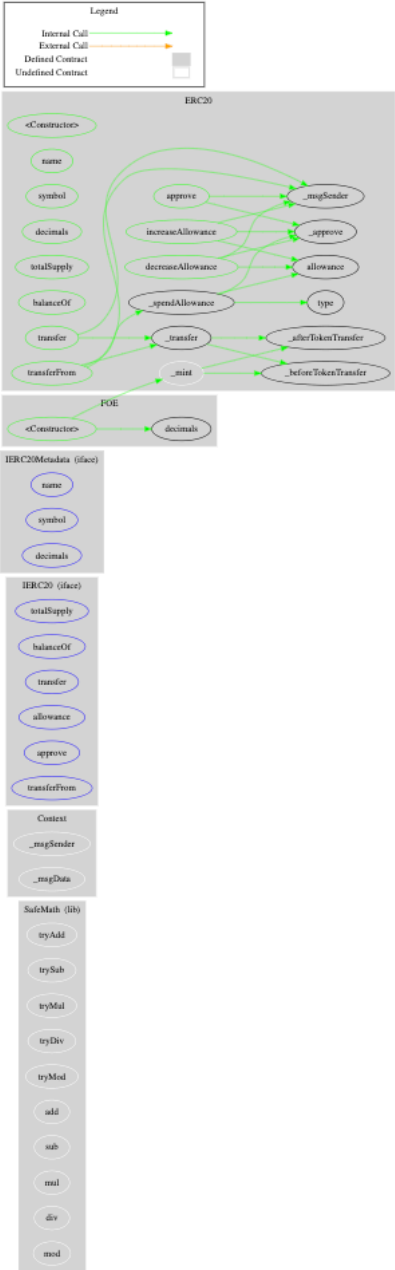 Legend
Internal Call
External Call
Defined Contract
Undefined Contract
ERC20
<Constructor>
name
symbol
approve
_msgSender
decimals
increaseAllowance
_approve
totalSupply
decreaseAllowance
allowance
balanceOf
_spendAllowance
type
transfer
_transfer
_afterTokenTransfer
transferFrom
_mint
_beforeTokenTransfer
FOE
<Constructor>
decimals
IERC20Metadata (iface)
name
symbol
decimals
IERC20 (iface)
totalSupply
balanceOf
transfer
allowance
approve
transferFrom
Context
_msgSender
_msgData
SafeMath (lib)
tryAdd
trySub
tryMul
tryDiv
tryMod
add
sub
mul
div
mod